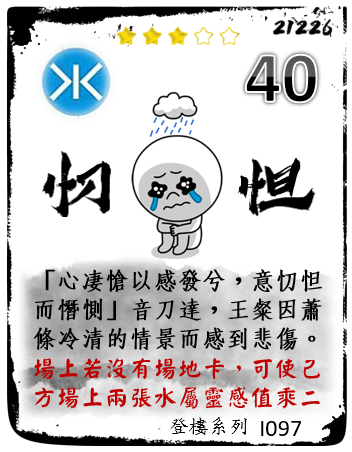 21226
40
忉怛
「心凄愴以感發兮，意忉怛
而憯惻」音刀達，王粲因蕭
條冷清的情景而感到悲傷。
場上若沒有場地卡，可使己
方場上兩張水屬靈感值乘二
登樓系列 I097